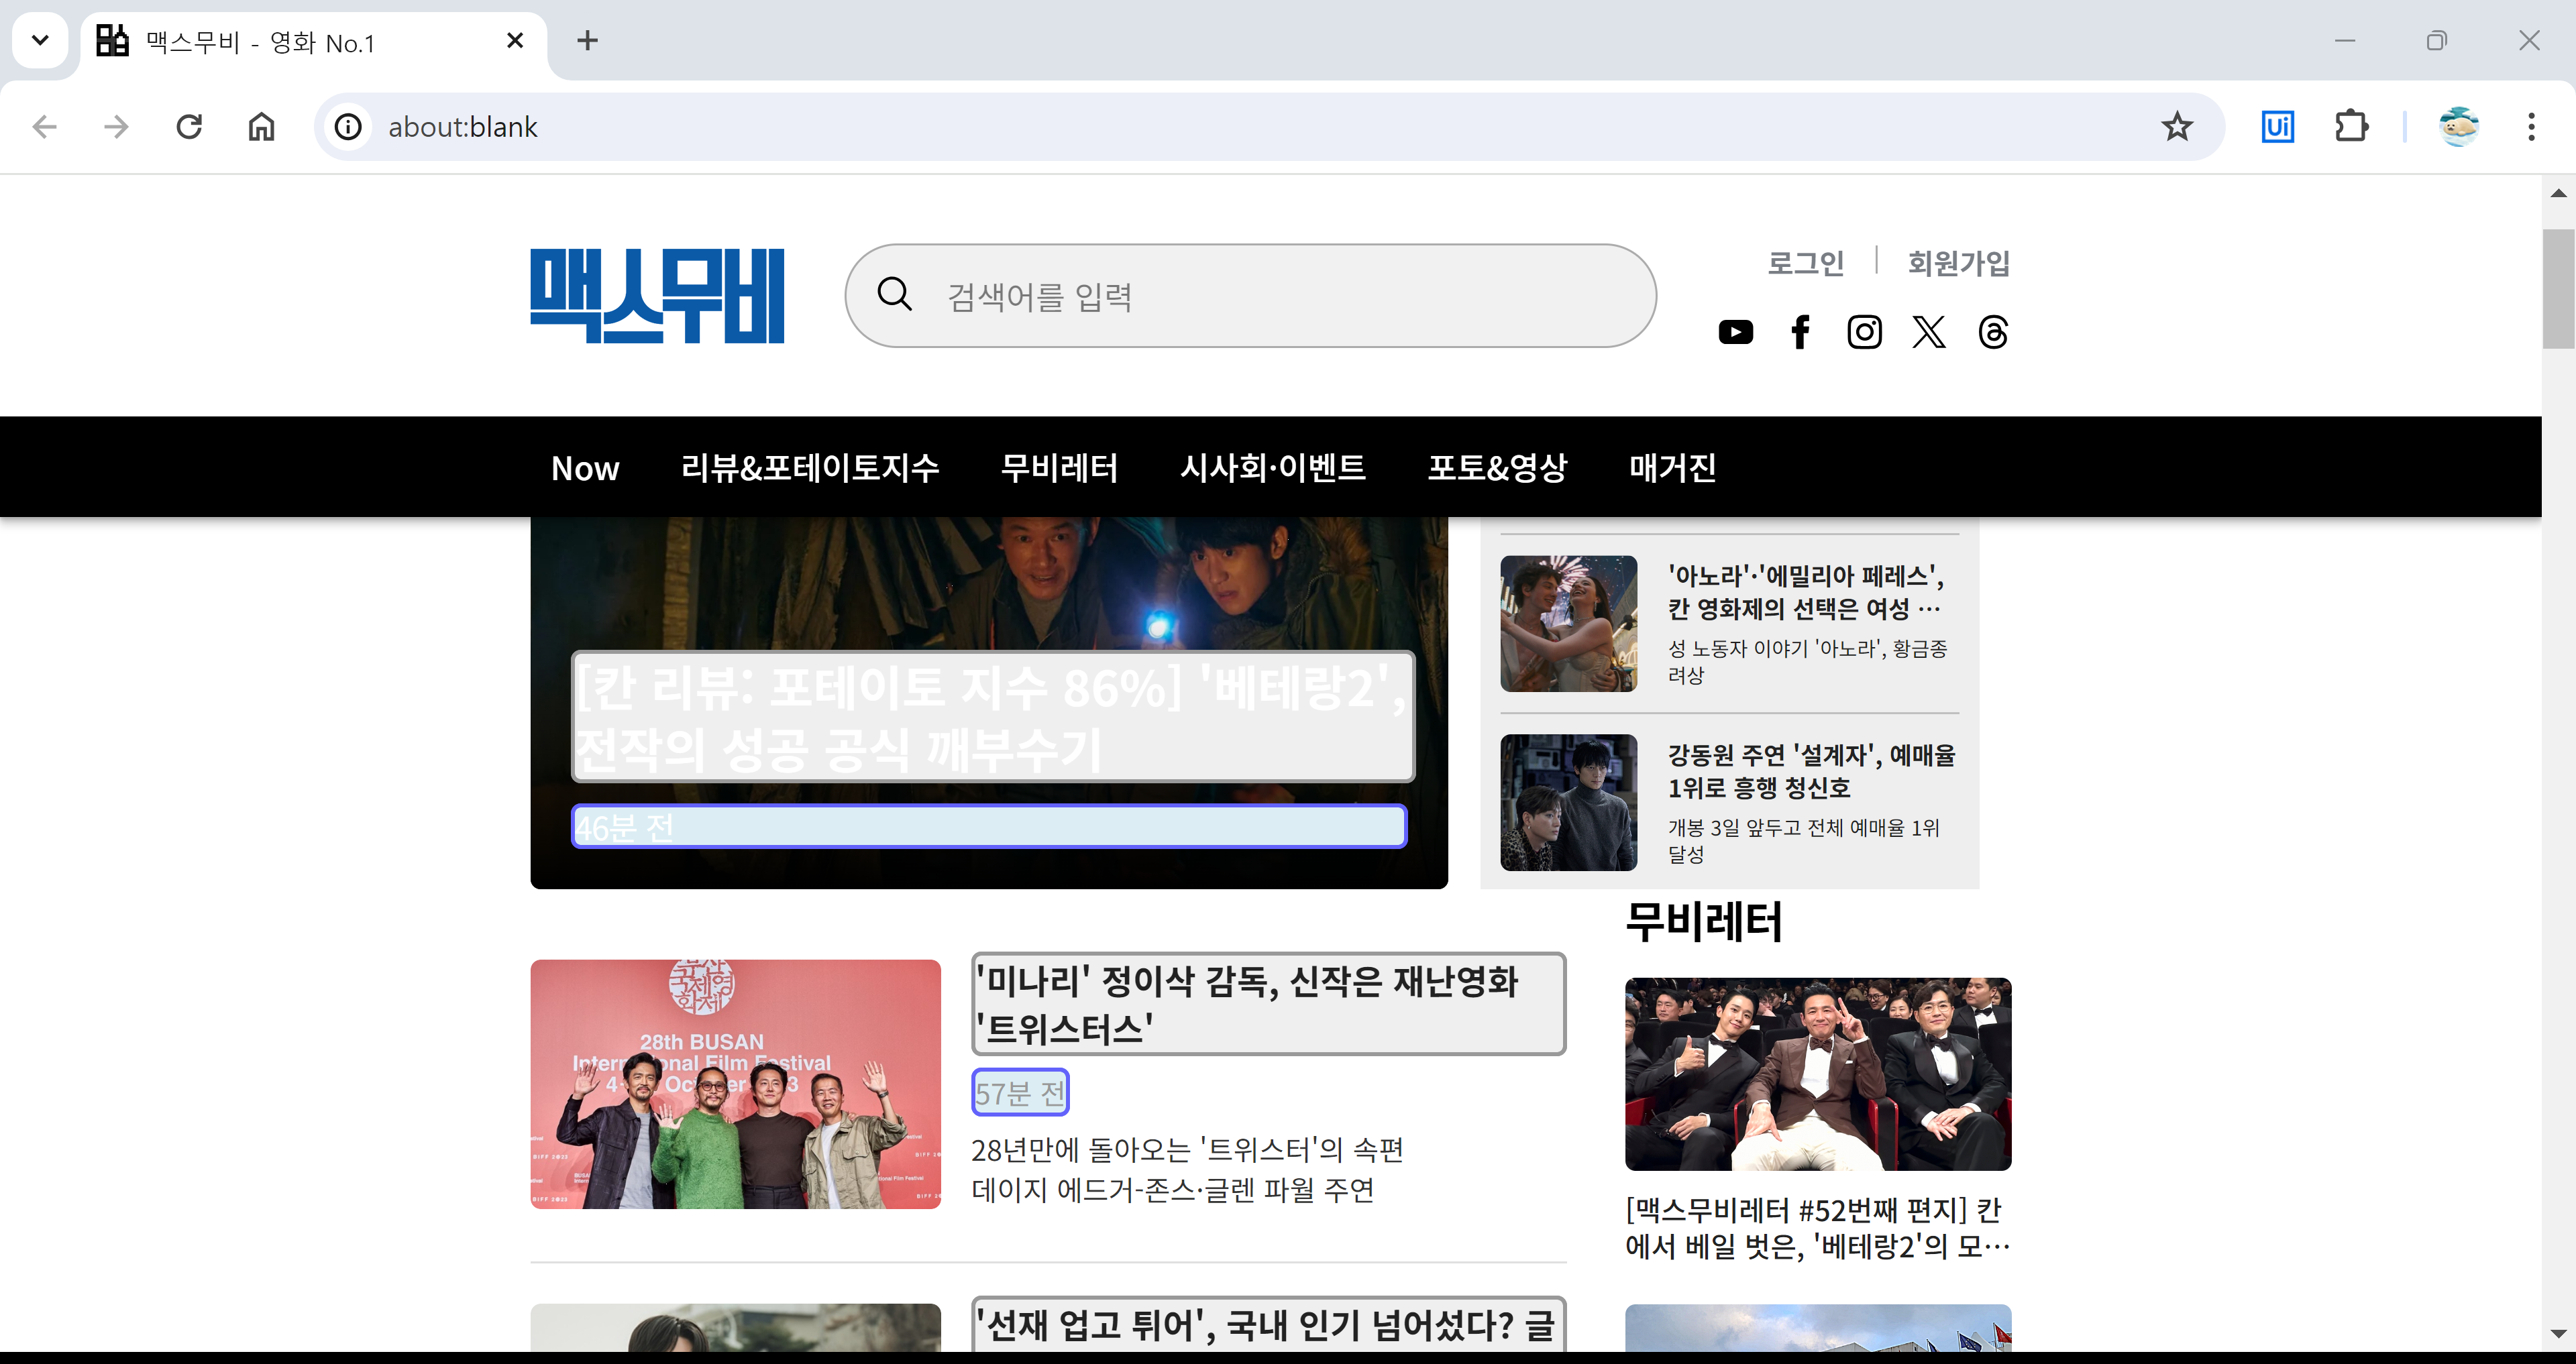 맥스무비 - 영화 No.1
about:blank
맥스무비
검색어를 입력
로그인
회원가입
Now
리뷰&포테이토지수
무비레터
시사회·이벤트
포토&영상
매거진
[칸 리뷰: 포테이토 지수 86%] '베테랑2',
전작의 성공 공식 깨부수기
46분 전
'아노라'·'에밀리아 페레스',
칸 영화제의 선택은 여성 …
성 노동자 이야기 '아노라', 황금종
려상
강동원 주연 '설계자', 예매율
1위로 흥행 청신호
개봉 3일 앞두고 전체 예매율 1위
달성
28th BUSAN
International Film Festival
'미나리' 정이삭 감독, 신작은 재난영화
'트위스터스'
57분 전
28년만에 돌아오는 '트위스터'의 속편
데이지 에드거-존스·글렌 파월 주연
무비레터
[맥스무비레터 #52번째 편지] 칸
에서 베일 벗은, '베테랑2'의 모…
'선재 업고 튀어', 국내 인기 넘어섰다? 글